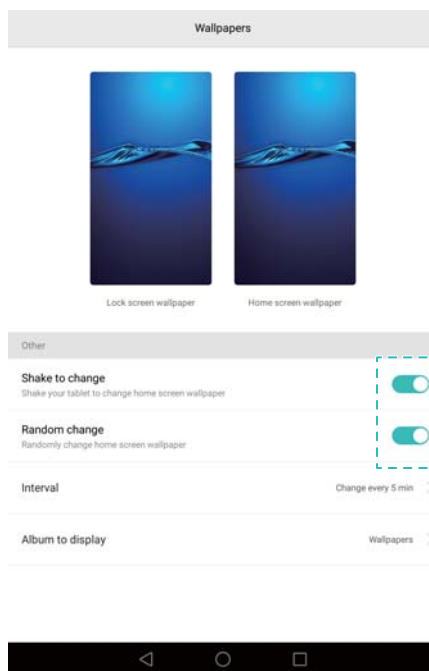 Wallpapers
Lock screen wallpaper Home screen wallpaper
Other
Shake to change
Shake your tablet to change home screen wallpaper
Random change
Randomly change home screen wallpaper
Interval Change every 5 min
Album to display Wallpapers